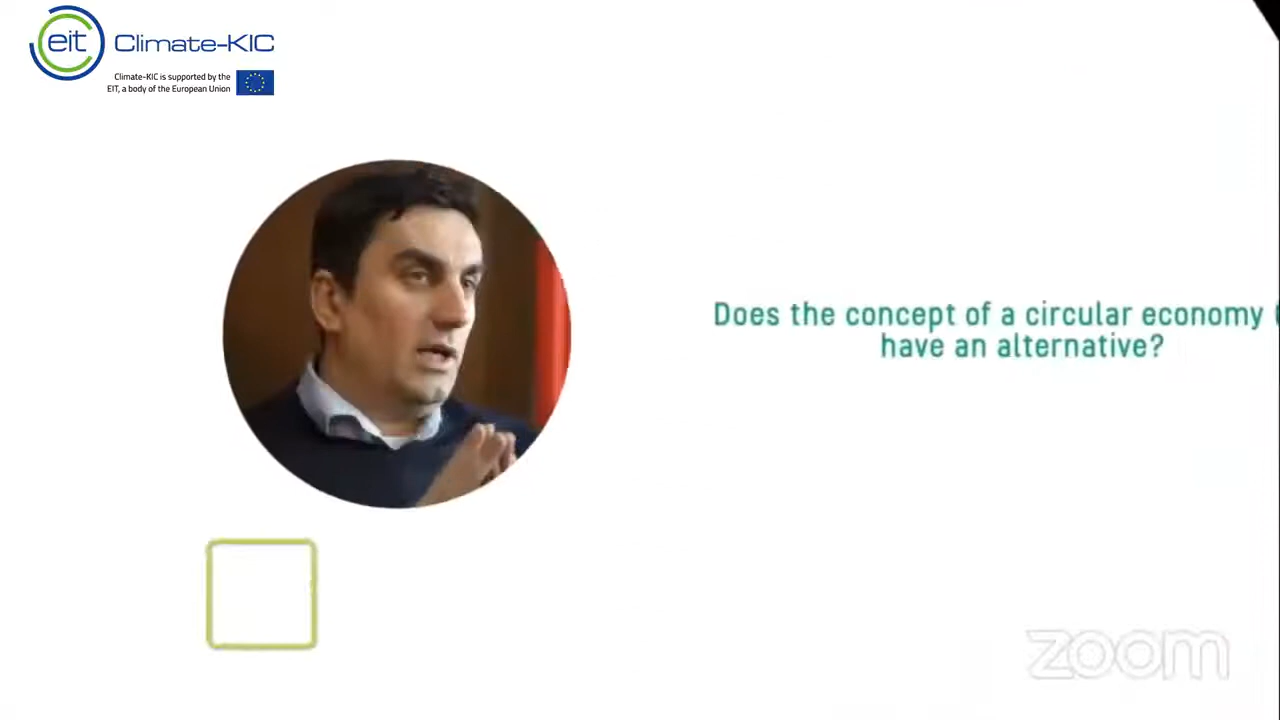 eit Climate-KIC
Climate-KIC is supported by the
EIT, a body of the European Union
Does the concept of a circular economy
have an alternative?
zoom